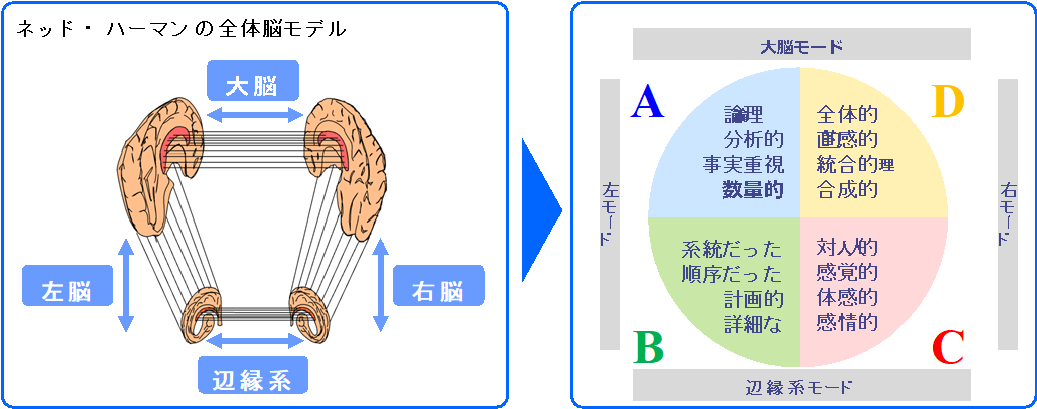 ネッド・ ハーマンの全体脳モデル
大脳
左脳
右脳
辺縁系
大脳モード
左モード
右モード
A
論理
分析的
事実重視
数量的
D
全体的
直感的
統合的理
合成的
B
系統だった
順序だった
計画的
詳細な
C
対人的
感覚的
体感的
感情的
辺縁系モード